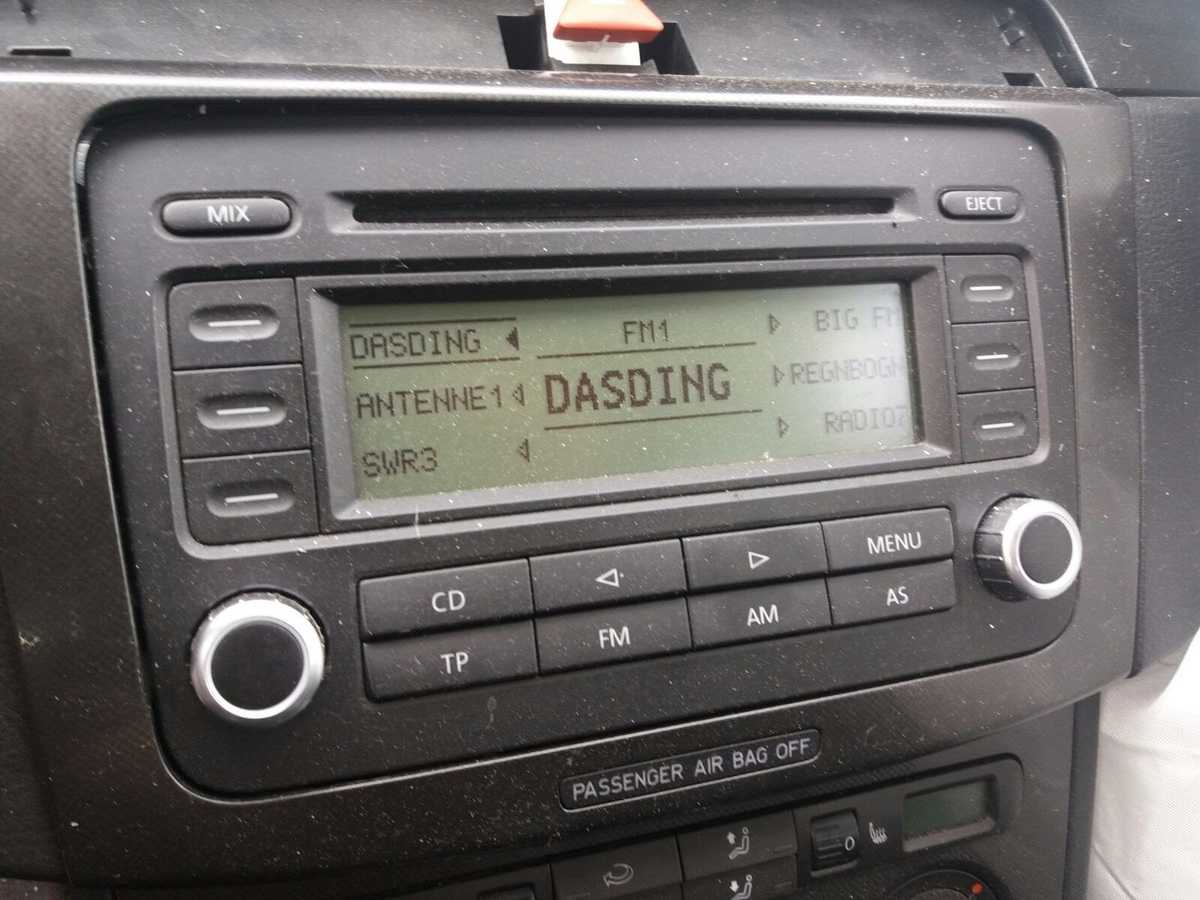 MIX
EJECT
DASDING
FM1
BIG FM
ANTENNE1
DASDING
REGNBOGN
SWR3
RADIO7
CD
MENU
TP
FM
AM
AS
PASSENGER AIR BAG OFF
0